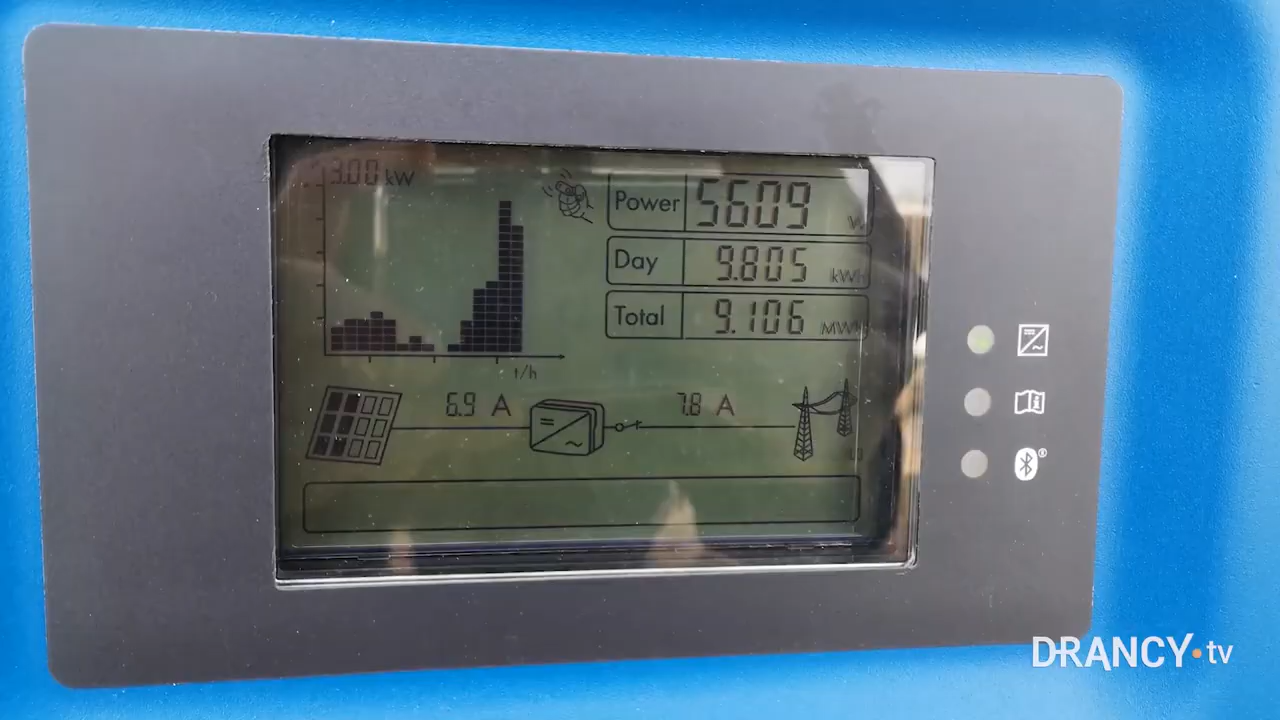 3.00 kW
Power 5609 W
Day 9.805 kWh
Total 9.106 MWh
t/h
6.9 A
7.8 A
DRANCY.tv